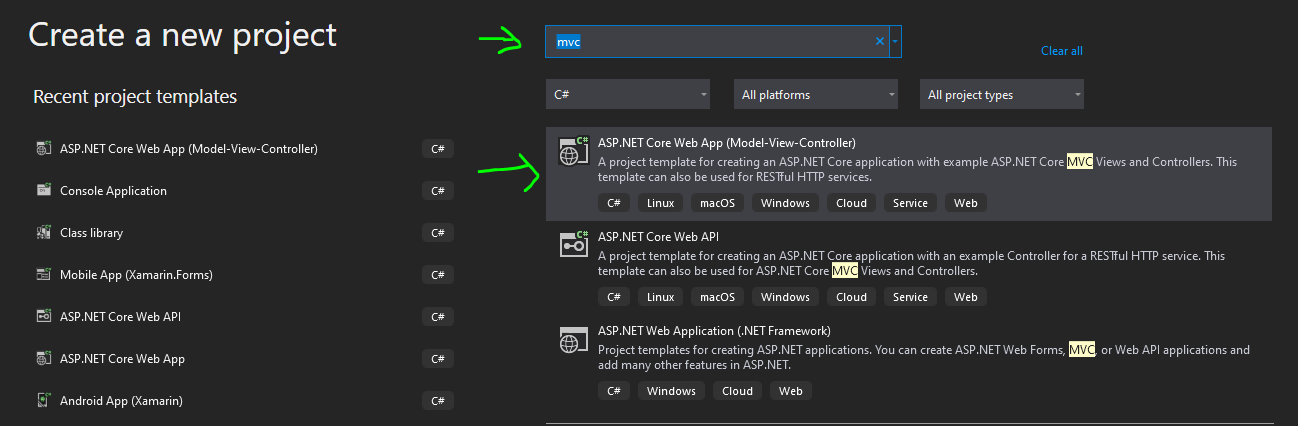 Create a new project
mvc
Clear all
C#
All platforms
All project types
Recent project templates
ASP.NET Core Web App (Model-View-Controller)
C#
Console Application
C#
Class library
C#
Mobile App (Xamarin.Forms)
C#
ASP.NET Core Web API
C#
ASP.NET Core Web App
C#
Android App (Xamarin)
C#
ASP.NET Core Web App (Model-View-Controller)
A project template for creating an ASP.NET Core application with example ASP.NET Core MVC Views and Controllers. This
template can also be used for RESTful HTTP services.
C# Linux macOS Windows Cloud Service Web
ASP.NET Core Web API
A project template for creating an ASP.NET Core application with an example Controller for a RESTful HTTP service. This
template can also be used for ASP.NET Core MVC Views and Controllers.
C# Linux macOS Windows Cloud Service Web
ASP.NET Web Application (.NET Framework)
Project templates for creating ASP.NET applications. You can create ASP.NET Web Forms, MVC, or Web API applications and
add many other features in ASP.NET.
C# Windows Cloud Web